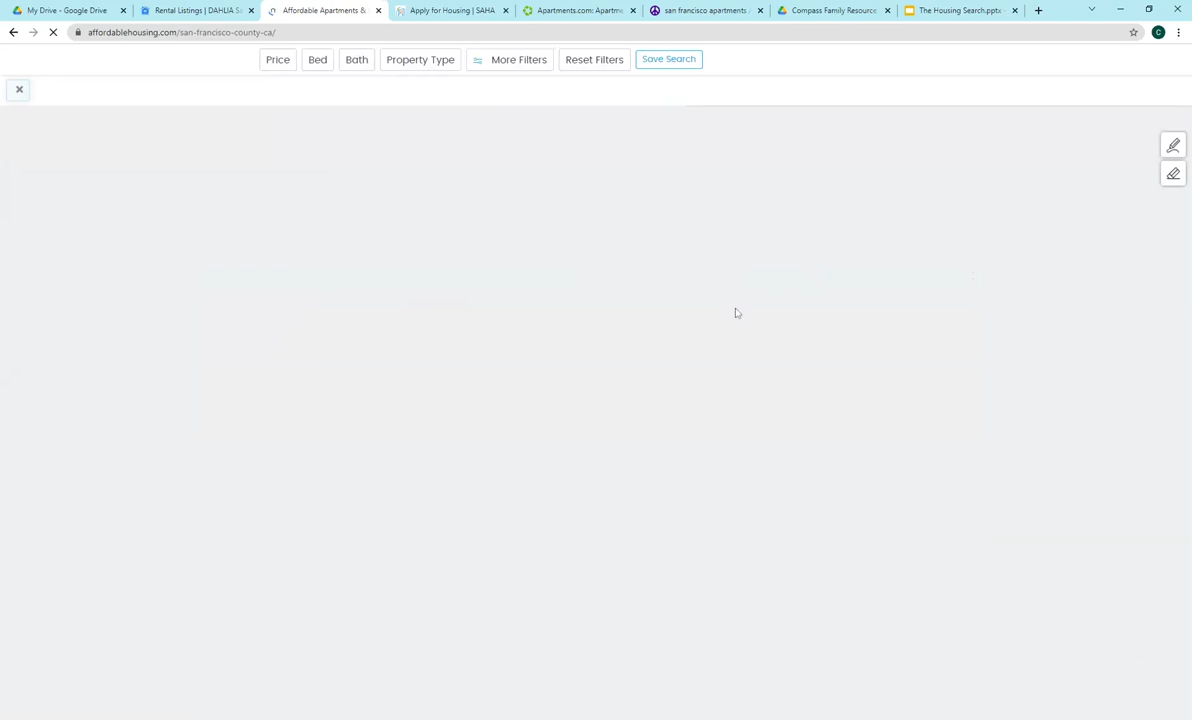 My Drive - Google Drive
Rental Listings | DAHLIA Sa
Affordable Apartments &
Apply for Housing | SAHA
Apartments.com: Apartme
san francisco apartments /
Compass Family Resource
The Housing Search.pptx -
affordablehousing.com/san-francisco-county-ca/
C
Price
Bed
Bath
Property Type
More Filters
Reset Filters
Save Search